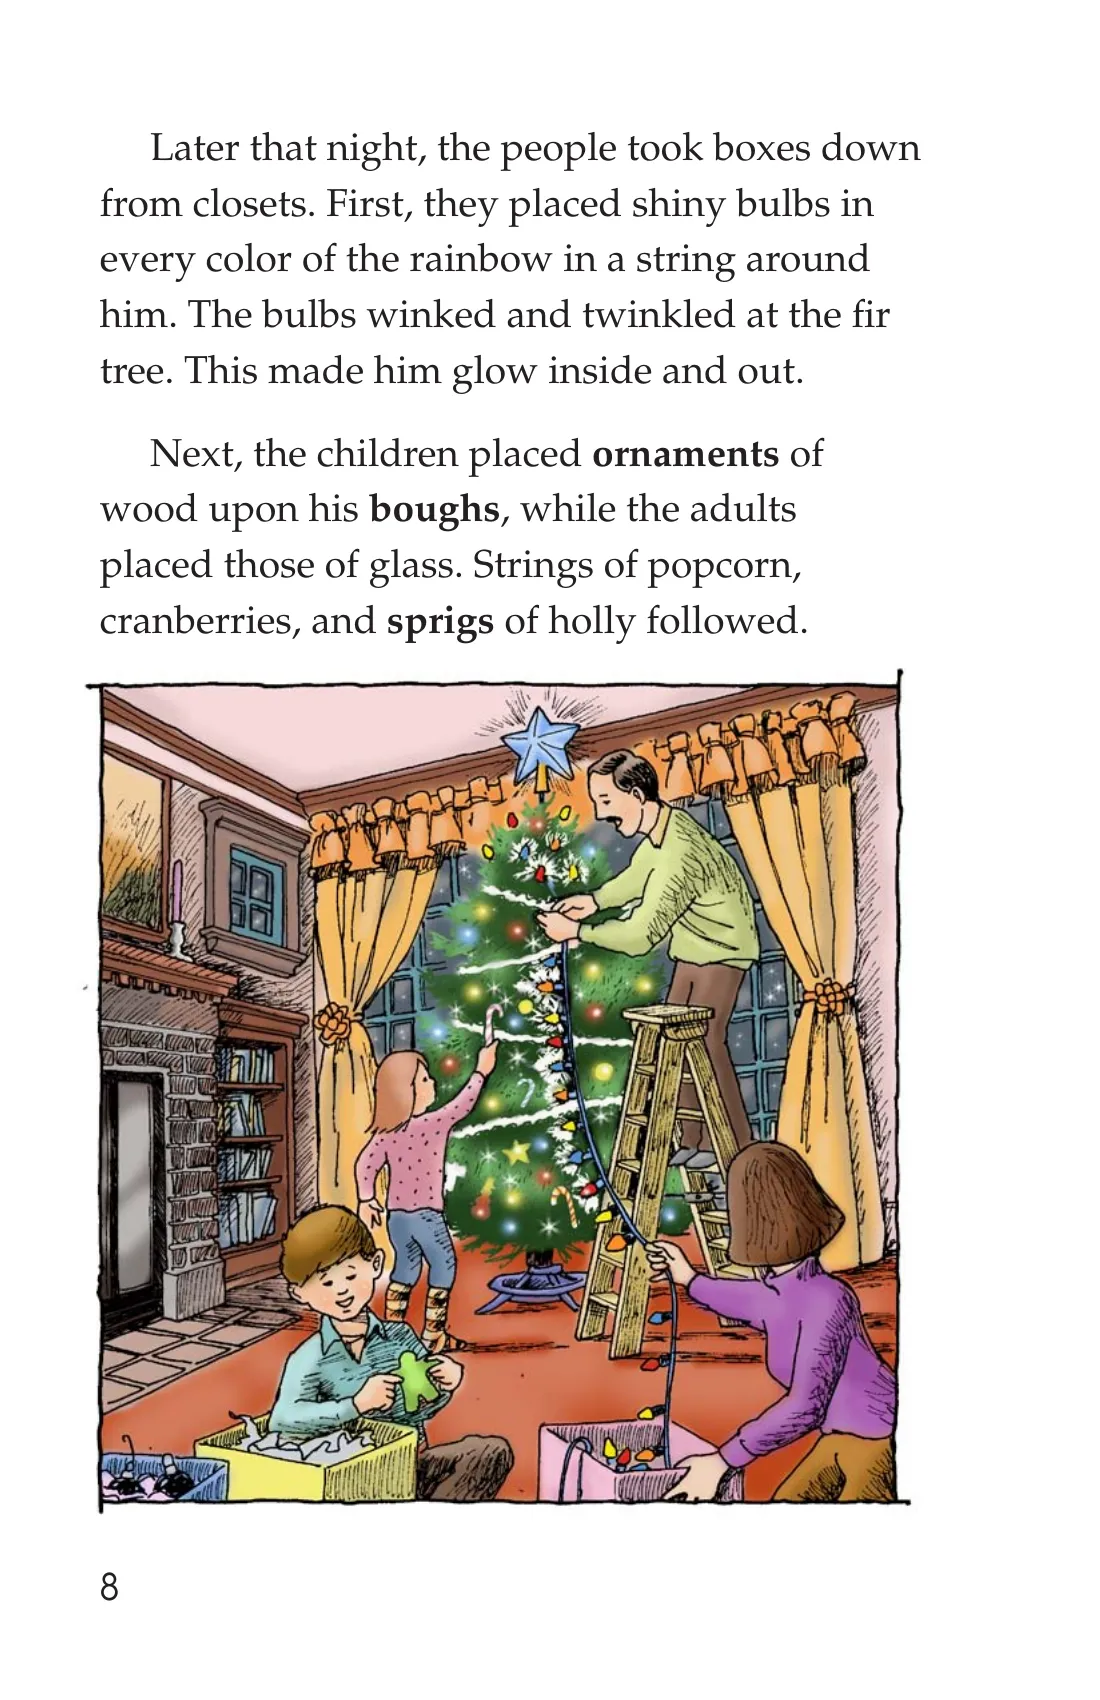 Later that night, the people took boxes down
from closets. First, they placed shiny bulbs in
every color of the rainbow in a string around
him. The bulbs winked and twinkled at the fir
tree. This made him glow inside and out.
Next, the children placed ornaments of
wood upon his boughs, while the adults
placed those of glass. Strings of popcorn,
cranberries, and sprigs of holly followed.
8